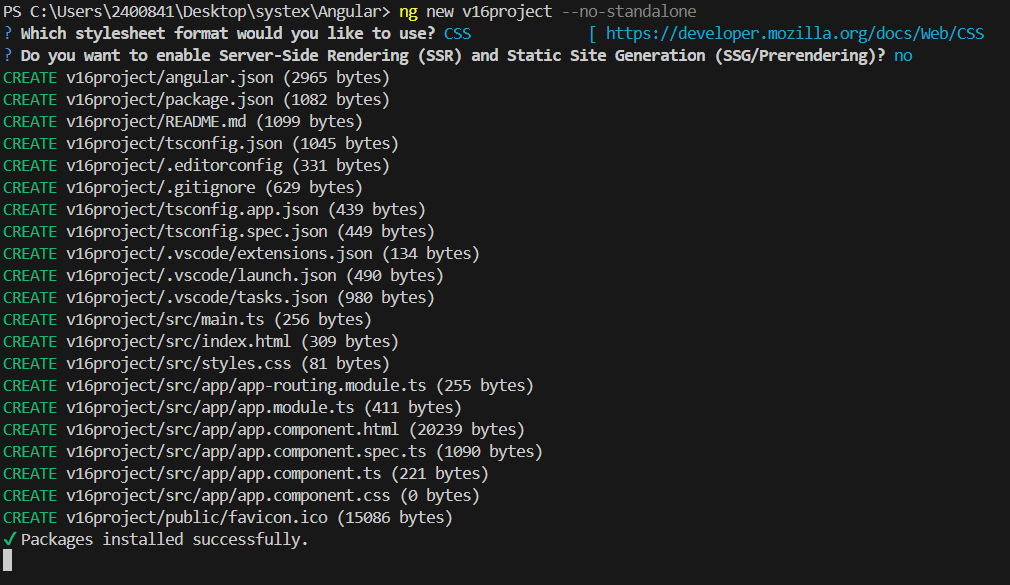 PS C:\Users\2400841\Desktop\systex\Angular> ng new v16project --no-standalone
? Which stylesheet format would you like to use? CSS [ https://developer.mozilla.org/docs/Web/CSS
? Do you want to enable Server-Side Rendering (SSR) and Static Site Generation (SSG/Prerendering)? no
CREATE v16project/angular.json (2965 bytes)
CREATE v16project/package.json (1082 bytes)
CREATE v16project/README.md (1099 bytes)
CREATE v16project/tsconfig.json (1045 bytes)
CREATE v16project/.editorconfig (331 bytes)
CREATE v16project/.gitignore (629 bytes)
CREATE v16project/tsconfig.app.json (439 bytes)
CREATE v16project/tsconfig.spec.json (449 bytes)
CREATE v16project/.vscode/extensions.json (134 bytes)
CREATE v16project/.vscode/launch.json (490 bytes)
CREATE v16project/.vscode/tasks.json (980 bytes)
CREATE v16project/src/main.ts (256 bytes)
CREATE v16project/src/index.html (309 bytes)
CREATE v16project/src/styles.css (81 bytes)
CREATE v16project/src/app/app-routing.module.ts (255 bytes)
CREATE v16project/src/app/app.module.ts (411 bytes)
CREATE v16project/src/app/app.component.html (20239 bytes)
CREATE v16project/src/app/app.component.spec.ts (1090 bytes)
CREATE v16project/src/app/app.component.ts (221 bytes)
CREATE v16project/src/app/app.component.css (0 bytes)
CREATE v16project/public/favicon.ico (15086 bytes)
✓ Packages installed successfully.